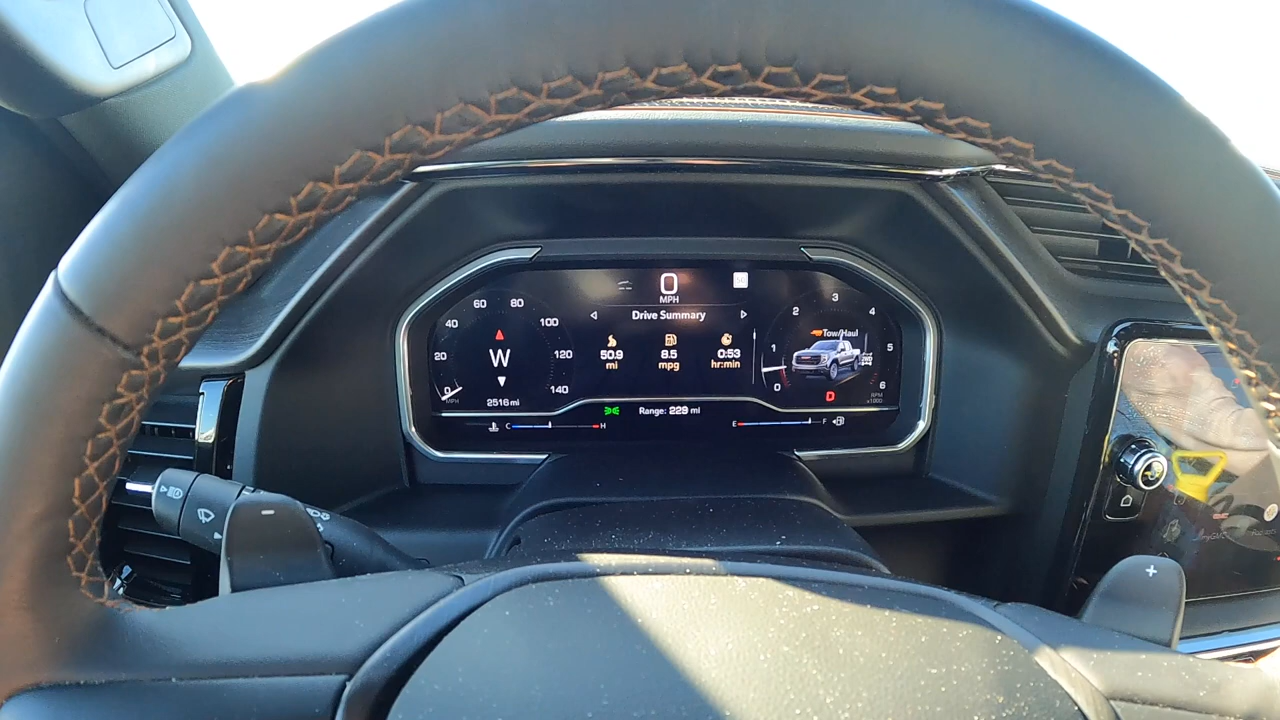 0
MPH
Drive Summary
50.9
mi
8.5
mpg
0:53
hr:min
0
20
40
60
80
100
120
140
MPH
W
2516 mi
0
1
2
3
4
5
6
Tow/Haul
D
RPM
x1000
Range: 229 mi
C
H
E
F
-
+